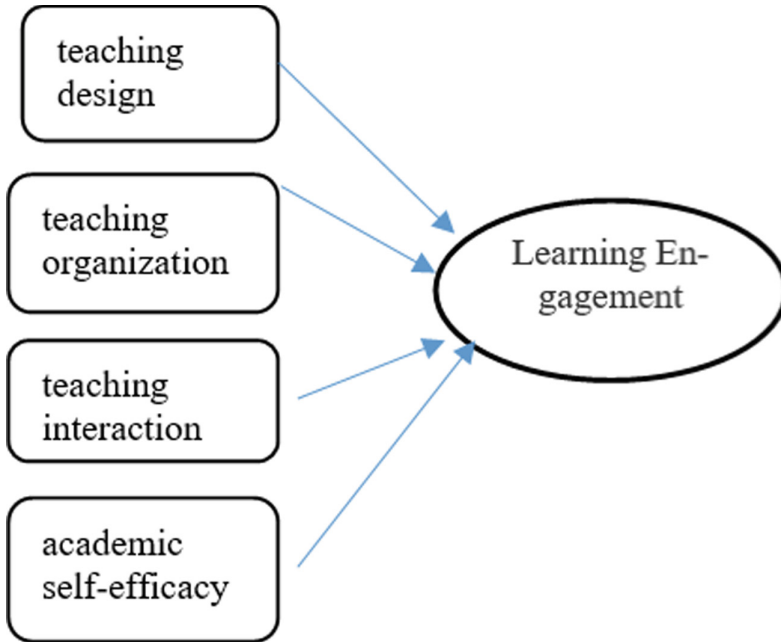 teaching
design
teaching
organization
teaching
interaction
academic
self-efficacy
Learning En-
gagement